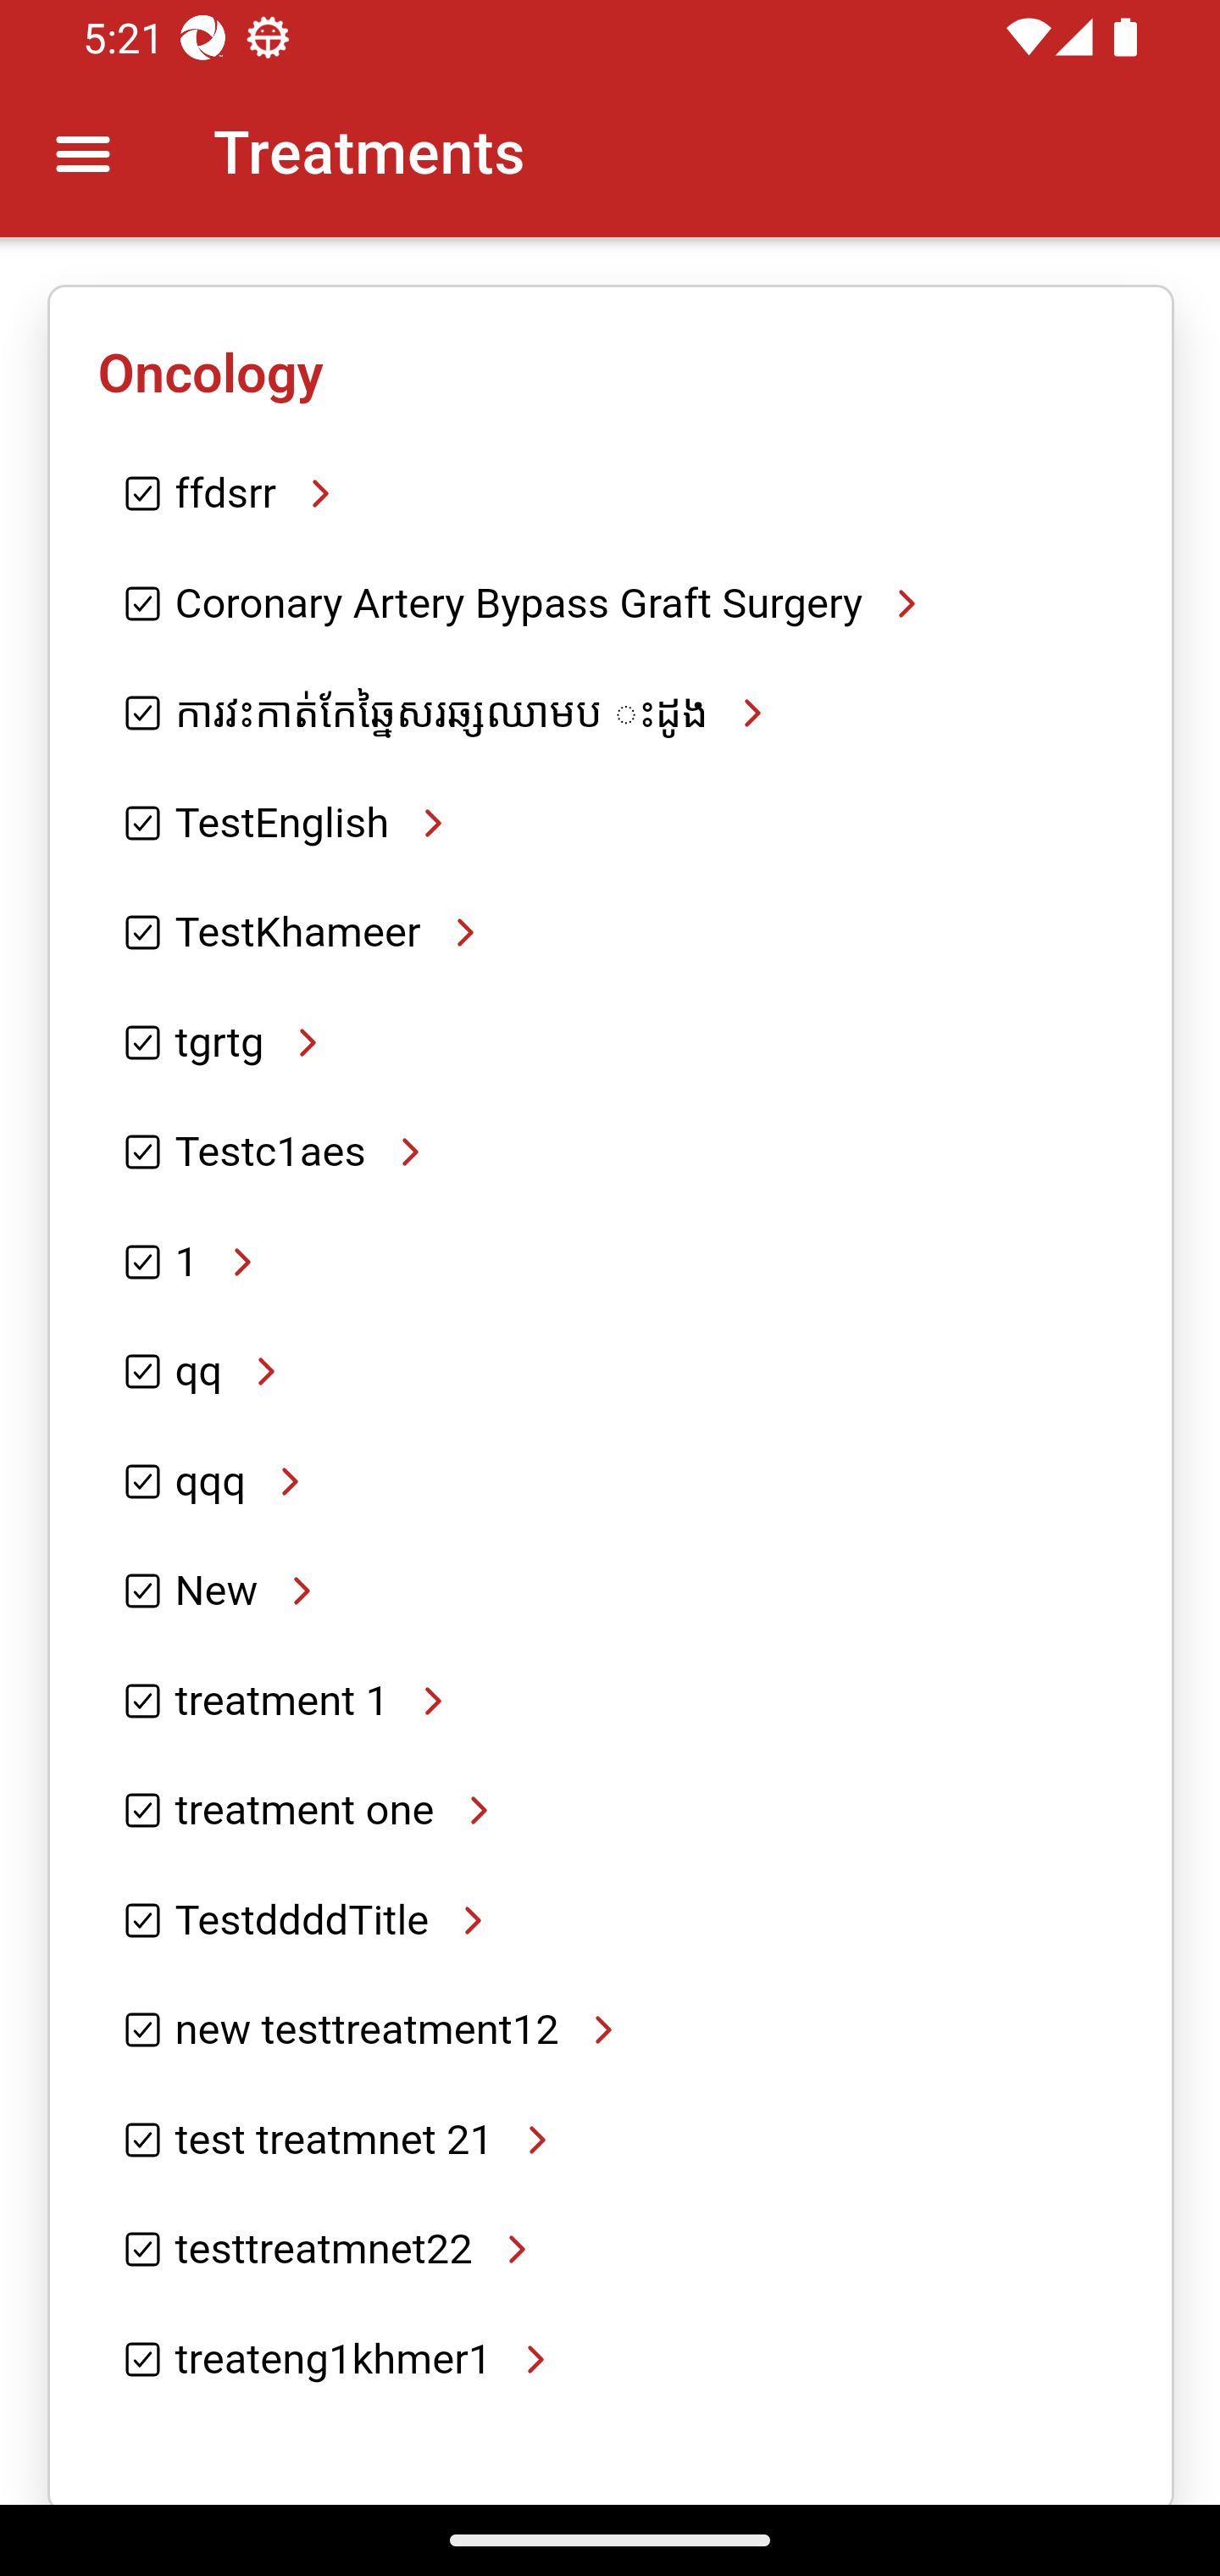 5:21
Treatments
Oncology
ffdsrr
Coronary Artery Bypass Graft Surgery
ការវះកាត់កែឆ្នៃសរឆ្សឈាមប ះដូង
TestEnglish
TestKhameer
tgrtg
Testc1aes
1
qq
qqq
New
treatment 1
treatment one
TestddddTitle
new testtreatment12
test treatmnet 21
testtreatmnet22
treateng1khmer1